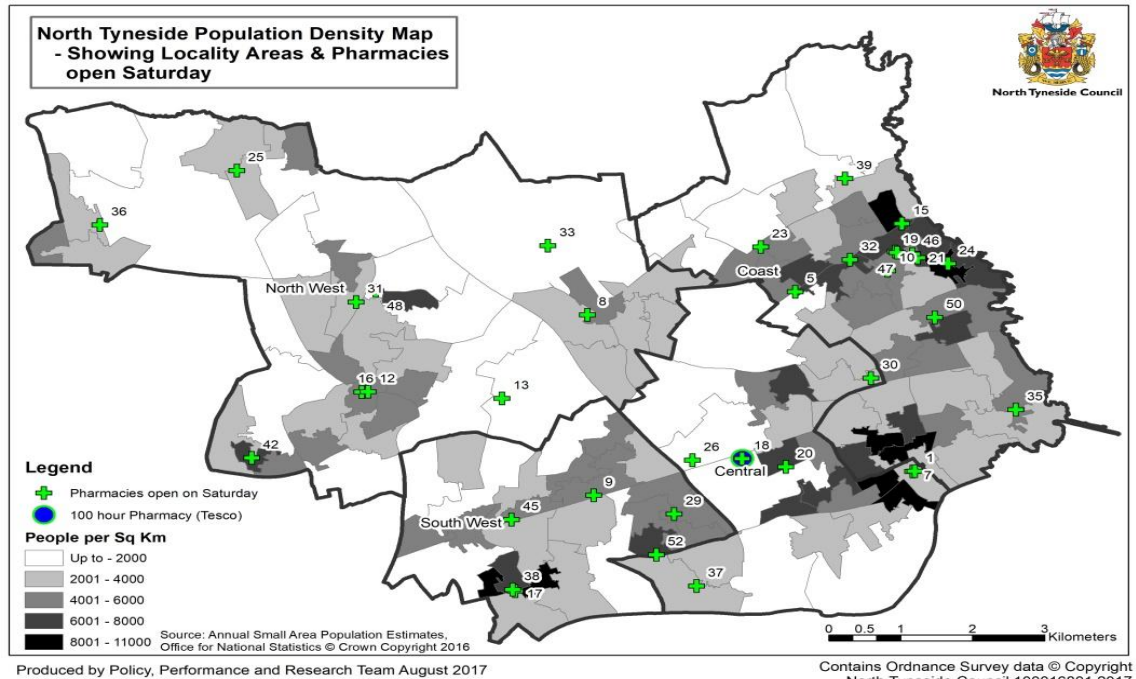 North Tyneside Population Density Map
- Showing Locality Areas & Pharmacies
open Saturday
North Tyneside Council
25
39
36
15
33
23
32
19
46
10
21
24
Coast
5
47
North West
31
48
8
50
16
12
30
13
35
42
26
18
20
Central
1
7
9
45
29
South West
52
38
17
37
Legend
Pharmacies open on Saturday
100 hour Pharmacy (Tesco)
People per Sq Km
Up to - 2000
2001 - 4000
4001 - 6000
6001 - 8000
8001 - 11000
Source: Annual Small Area Population Estimates,
Office for National Statistics © Crown Copyright 2016
0 0.5 1 2 3
Kilometers
Produced by Policy, Performance and Research Team August 2017
Contains Ordnance Survey data © Copyright